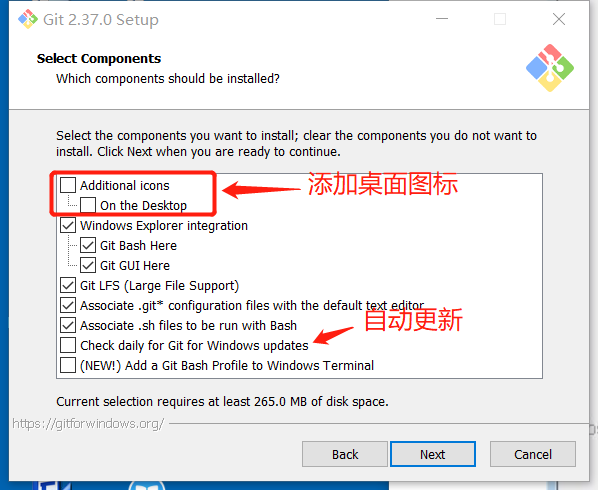 Git 2.37.0 Setup
Select Components
Which components should be installed?
Select the components you want to install; clear the components you do not want to
install. Click Next when you are ready to continue.
Additional icons
添加桌面图标
On the Desktop
Windows Explorer integration
Git Bash Here
Git GUI Here
Git LFS (Large File Support)
Associate .git* configuration files with the default text editor
自动更新
Associate .sh files to be run with Bash
Check daily for Git for Windows updates
(NEW!) Add a Git Bash Profile to Windows Terminal
Current selection requires at least 265.0 MB of disk space.
https://gitforwindows.org/
Back
Next
Cancel